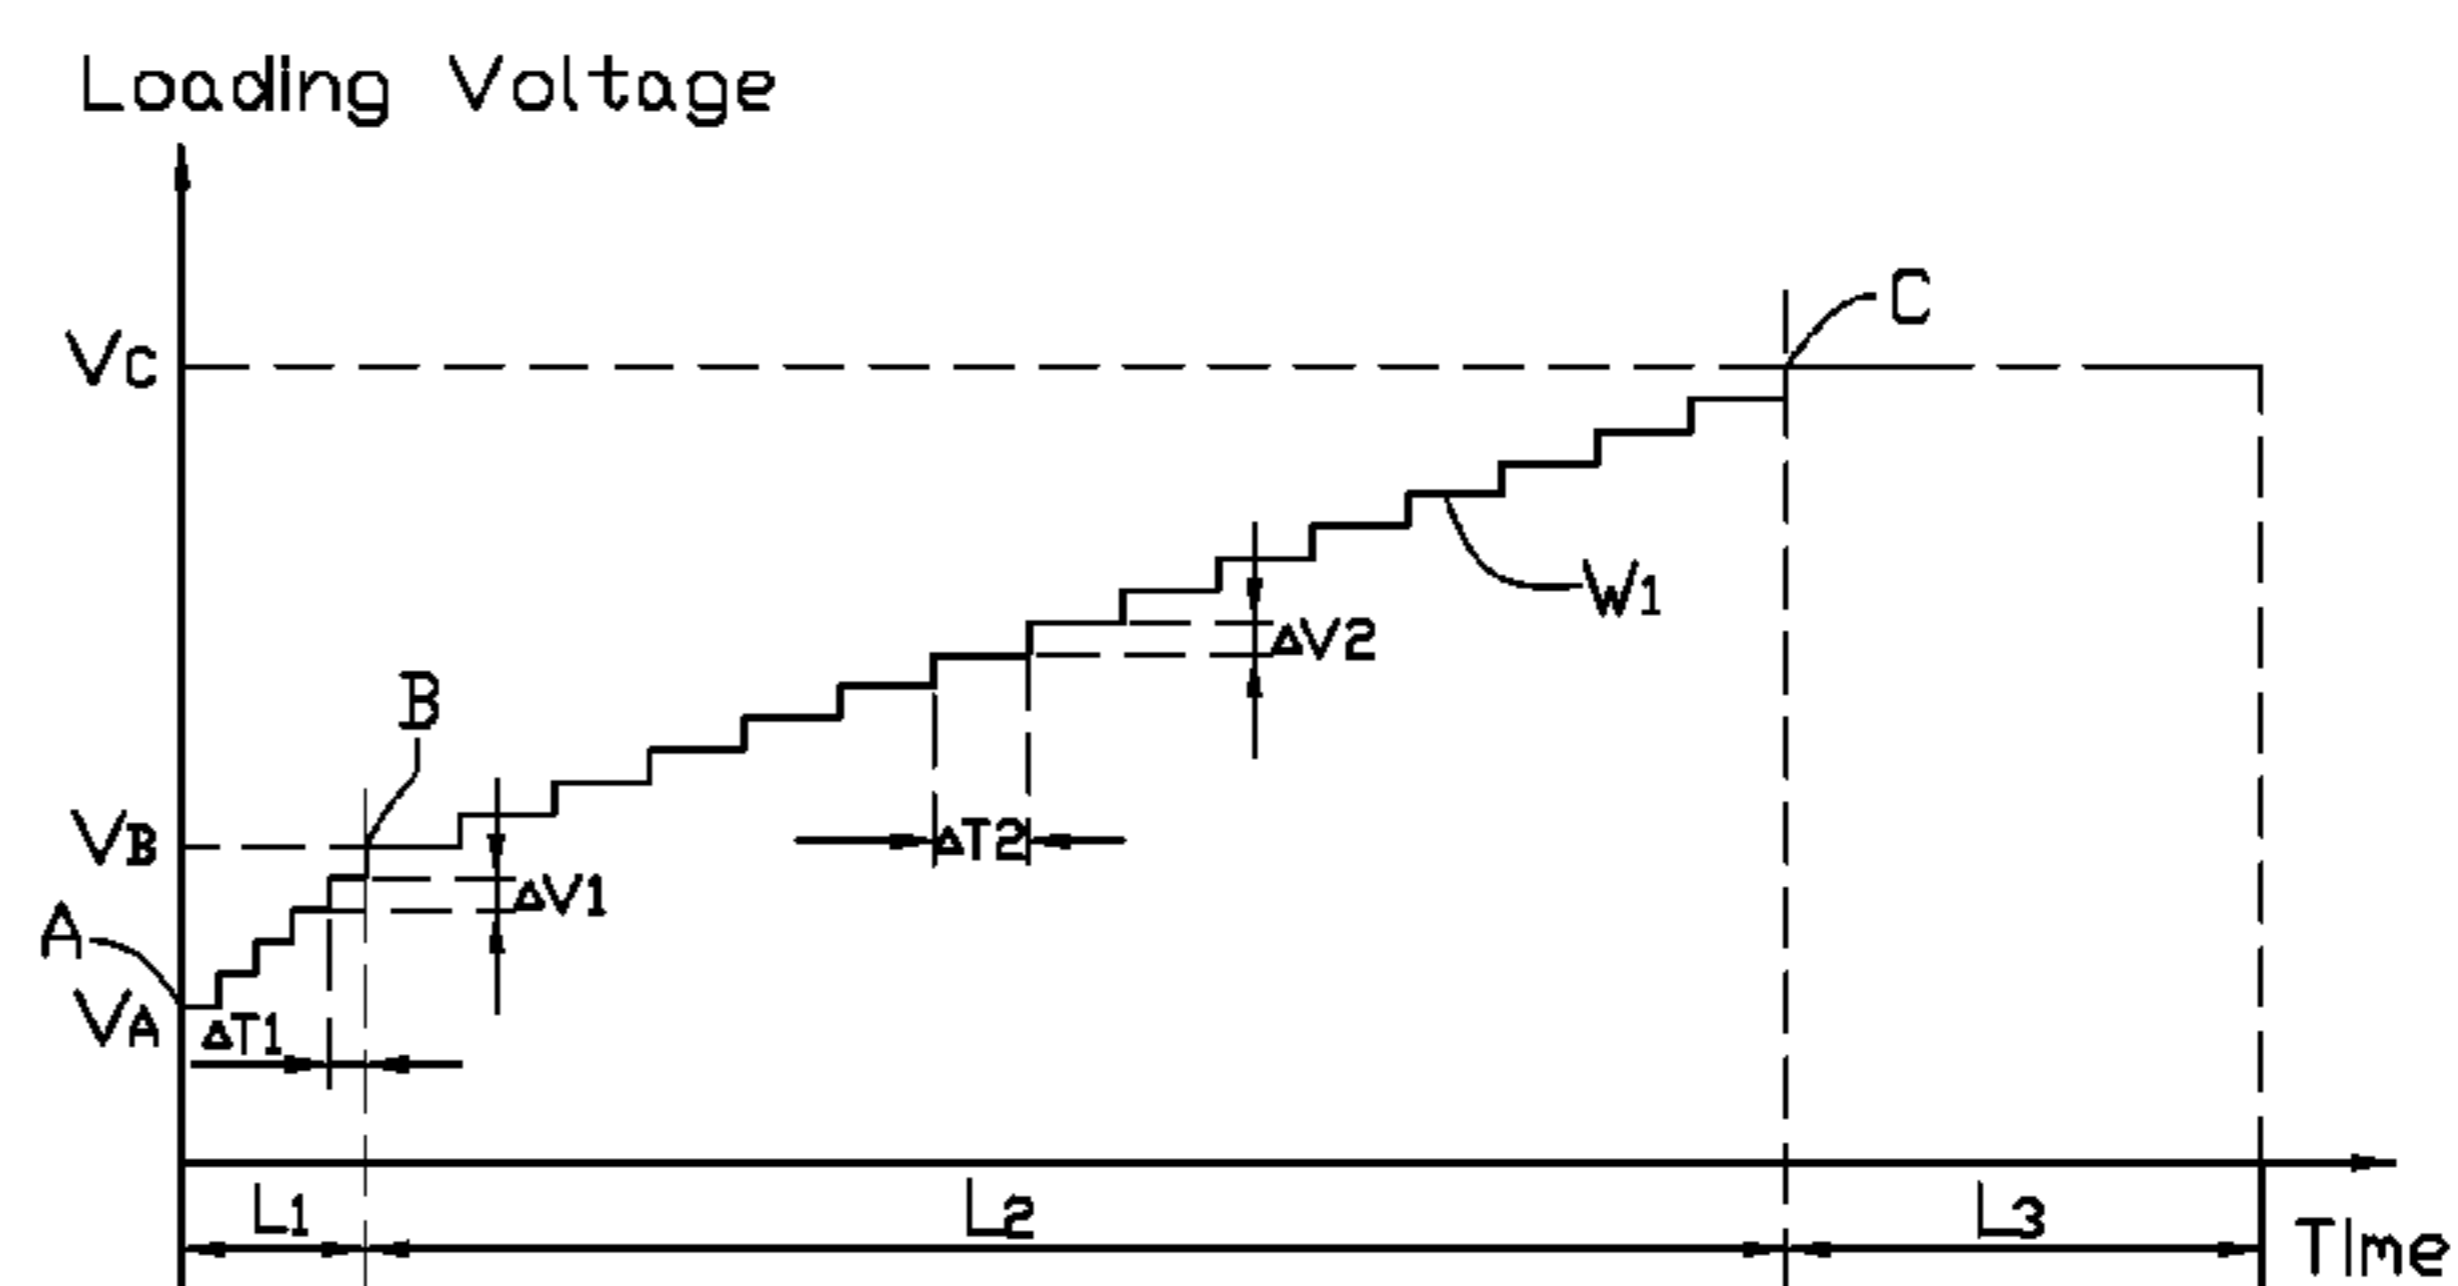 Loading Voltage
VC
C
W1
ΔV2
B
VB
ΔT2
ΔV1
A
VA
ΔT1
L1
L2
L3
Time